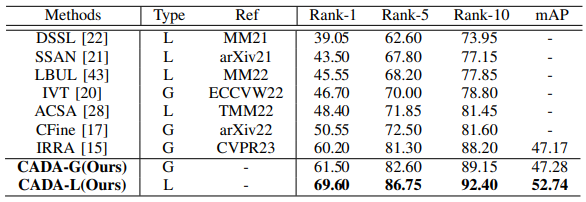 Methods Type Ref Rank-1 Rank-5 Rank-10 mAP
DSSL [22] L MM21 39.05 62.60 73.95 -
SSAN [21] L arXiv21 43.50 67.80 77.15 -
LBUL [43] L MM22 45.55 68.20 77.85 -
IVT [20] G ECCVW22 46.70 70.00 78.80 -
ACSA [28] L TMM22 48.40 71.85 81.45 -
CFine [17] G arXiv22 50.55 72.50 81.60 -
IRRA [15] G CVPR23 60.20 81.30 88.20 47.17
CADA-G(Ours) G - 61.50 82.60 89.15 47.28
CADA-L(Ours) L - 69.60 86.75 92.40 52.74